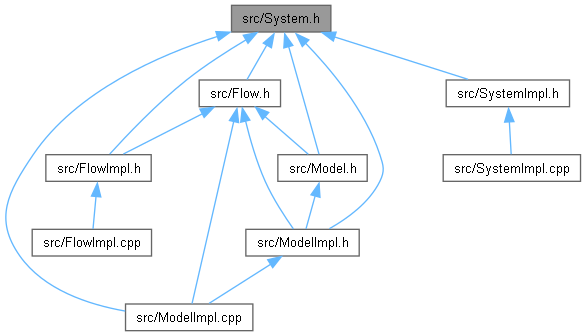 src/System.h
src/Flow.h
src/SystemImpl.h
src/FlowImpl.h
src/Model.h
src/SystemImpl.cpp
src/FlowImpl.cpp
src/ModelImpl.h
src/ModelImpl.cpp